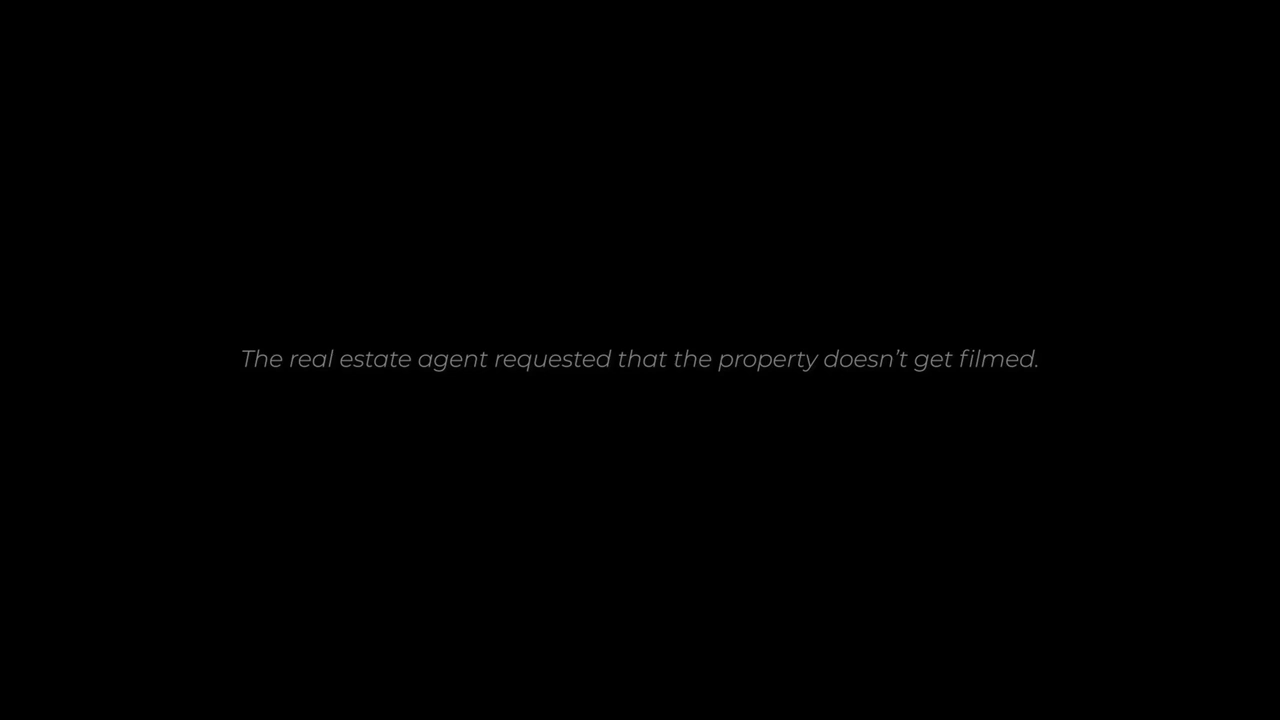 The real estate agent requested that the property doesn’t get filmed.